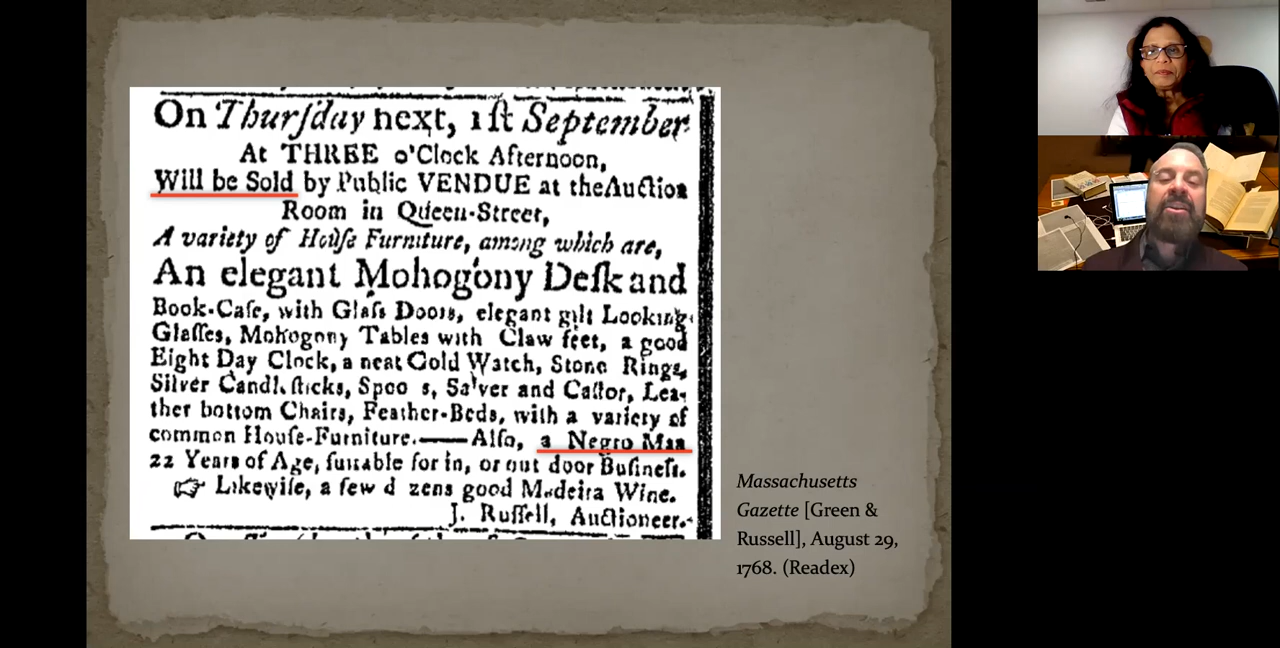 On Thurſday next, 1ſt September
At THREE o'Clock Afternoon,
Will be Sold by Public VENDUE at the Auction
Room in Queen-Street,
A variety of Houſe Furniture, among which are,
An elegant Mohogony Deſk and
Book-Caſe, with Glaſs Doors, elegant gilt Looking-
Glaſſes, Mohogony Tables with Claw feet, a good
Eight Day Clock, a neat Gold Watch, Stone Rings,
Silver Candl.ſticks, Spoo s, Salver and Caſtor, Lea-
ther bottom Chairs, Feather-Beds, with a variety of
common Houſe-Furniture.——Alſo, a Negro Man
22 Years of Age, ſuitable for in, or out door Buſineſs.
☞ Likewiſe, a few d zens good Madeira Wine.
J. Ruſſell, Auctioneer.
Massachusetts
Gazette [Green &
Russell], August 29,
1768. (Readex)